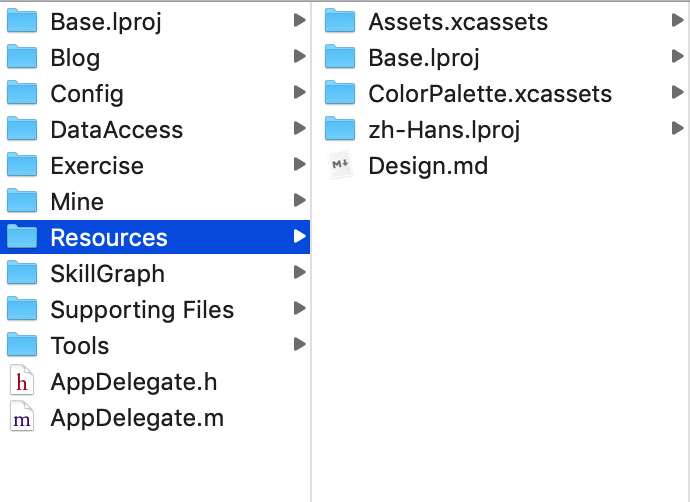 Base.lproj
Blog
Config
DataAccess
Exercise
Mine
Resources
SkillGraph
Supporting Files
Tools
h AppDelegate.h
m AppDelegate.m
Assets.xcassets
Base.lproj
ColorPalette.xcassets
zh-Hans.lproj
M↓ Design.md